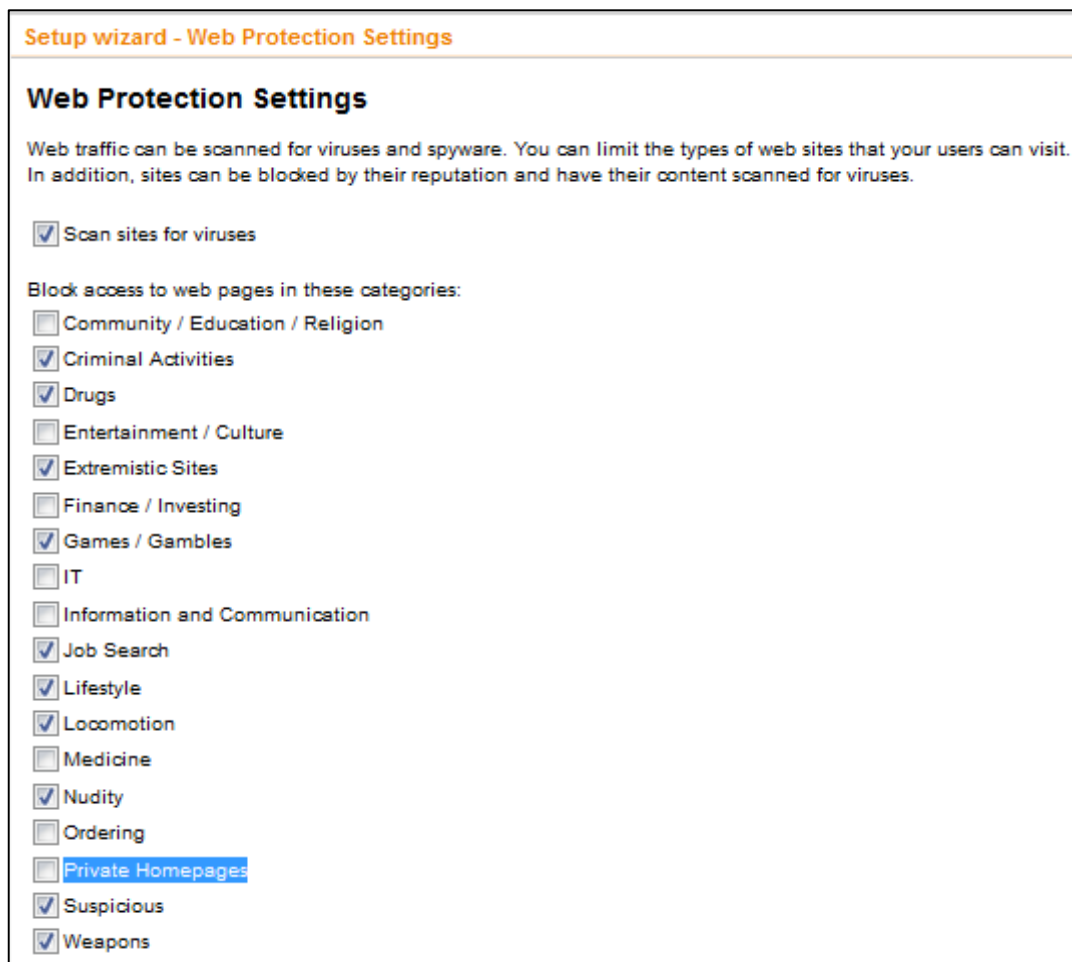 Setup wizard - Web Protection Settings
Web Protection Settings
Web traffic can be scanned for viruses and spyware. You can limit the types of web sites that your users can visit.
In addition, sites can be blocked by their reputation and have their content scanned for viruses.
Scan sites for viruses
Block access to web pages in these categories:
Community / Education / Religion
Criminal Activities
Drugs
Entertainment / Culture
Extremistic Sites
Finance / Investing
Games / Gambles
IT
Information and Communication
Job Search
Lifestyle
Locomotion
Medicine
Nudity
Ordering
Private Homepages
Suspicious
Weapons